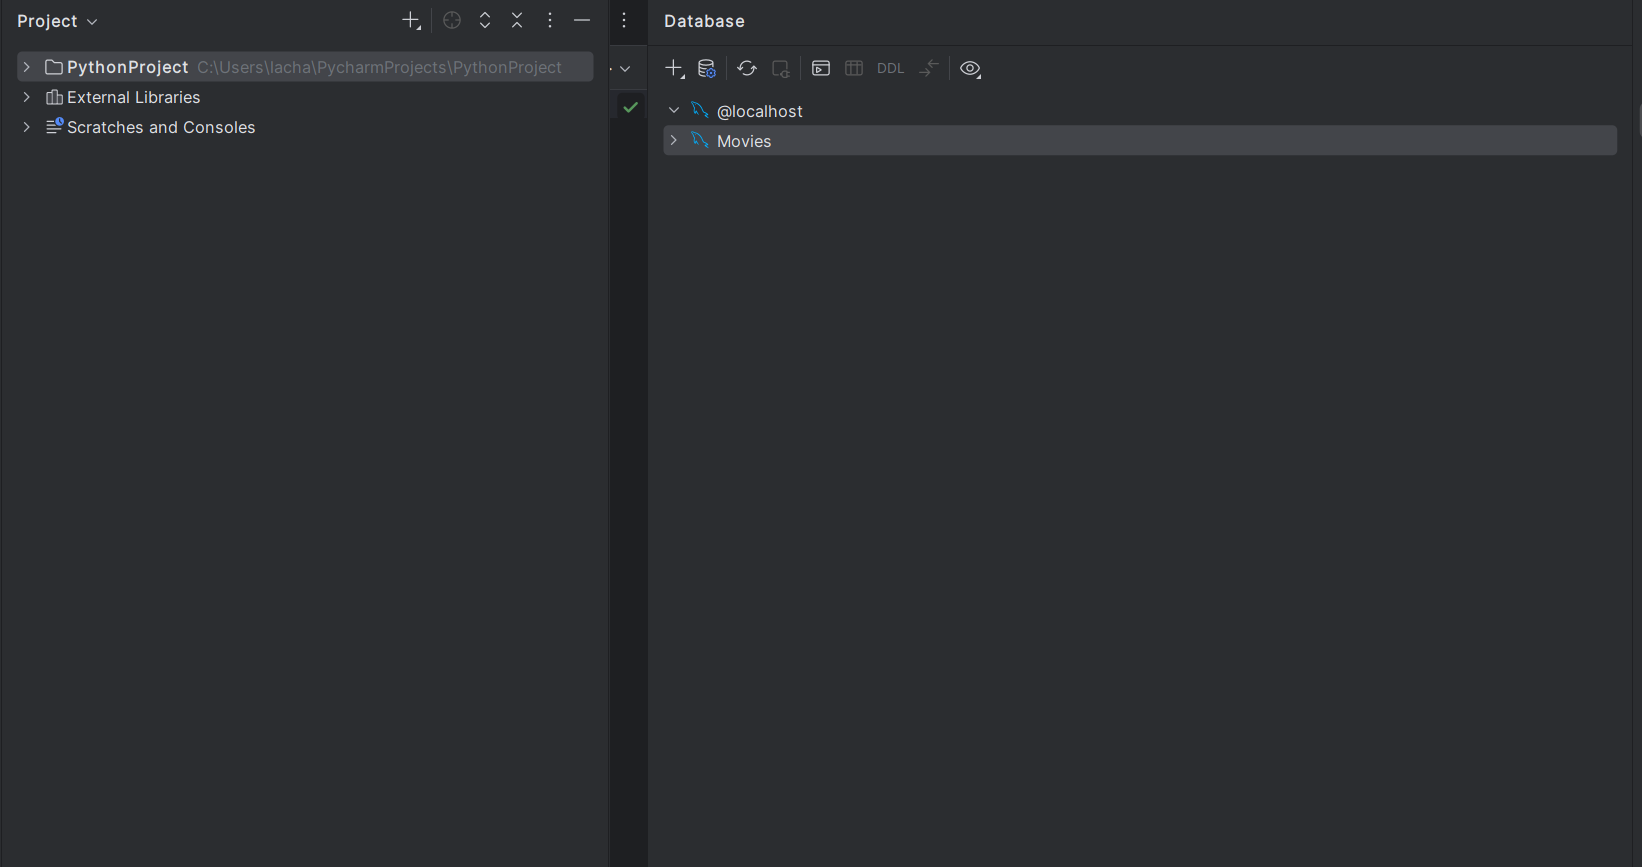 Project
PythonProject C:\Users\lacha\PycharmProjects\PythonProject
External Libraries
Scratches and Consoles
Database
DDL
@localhost
Movies